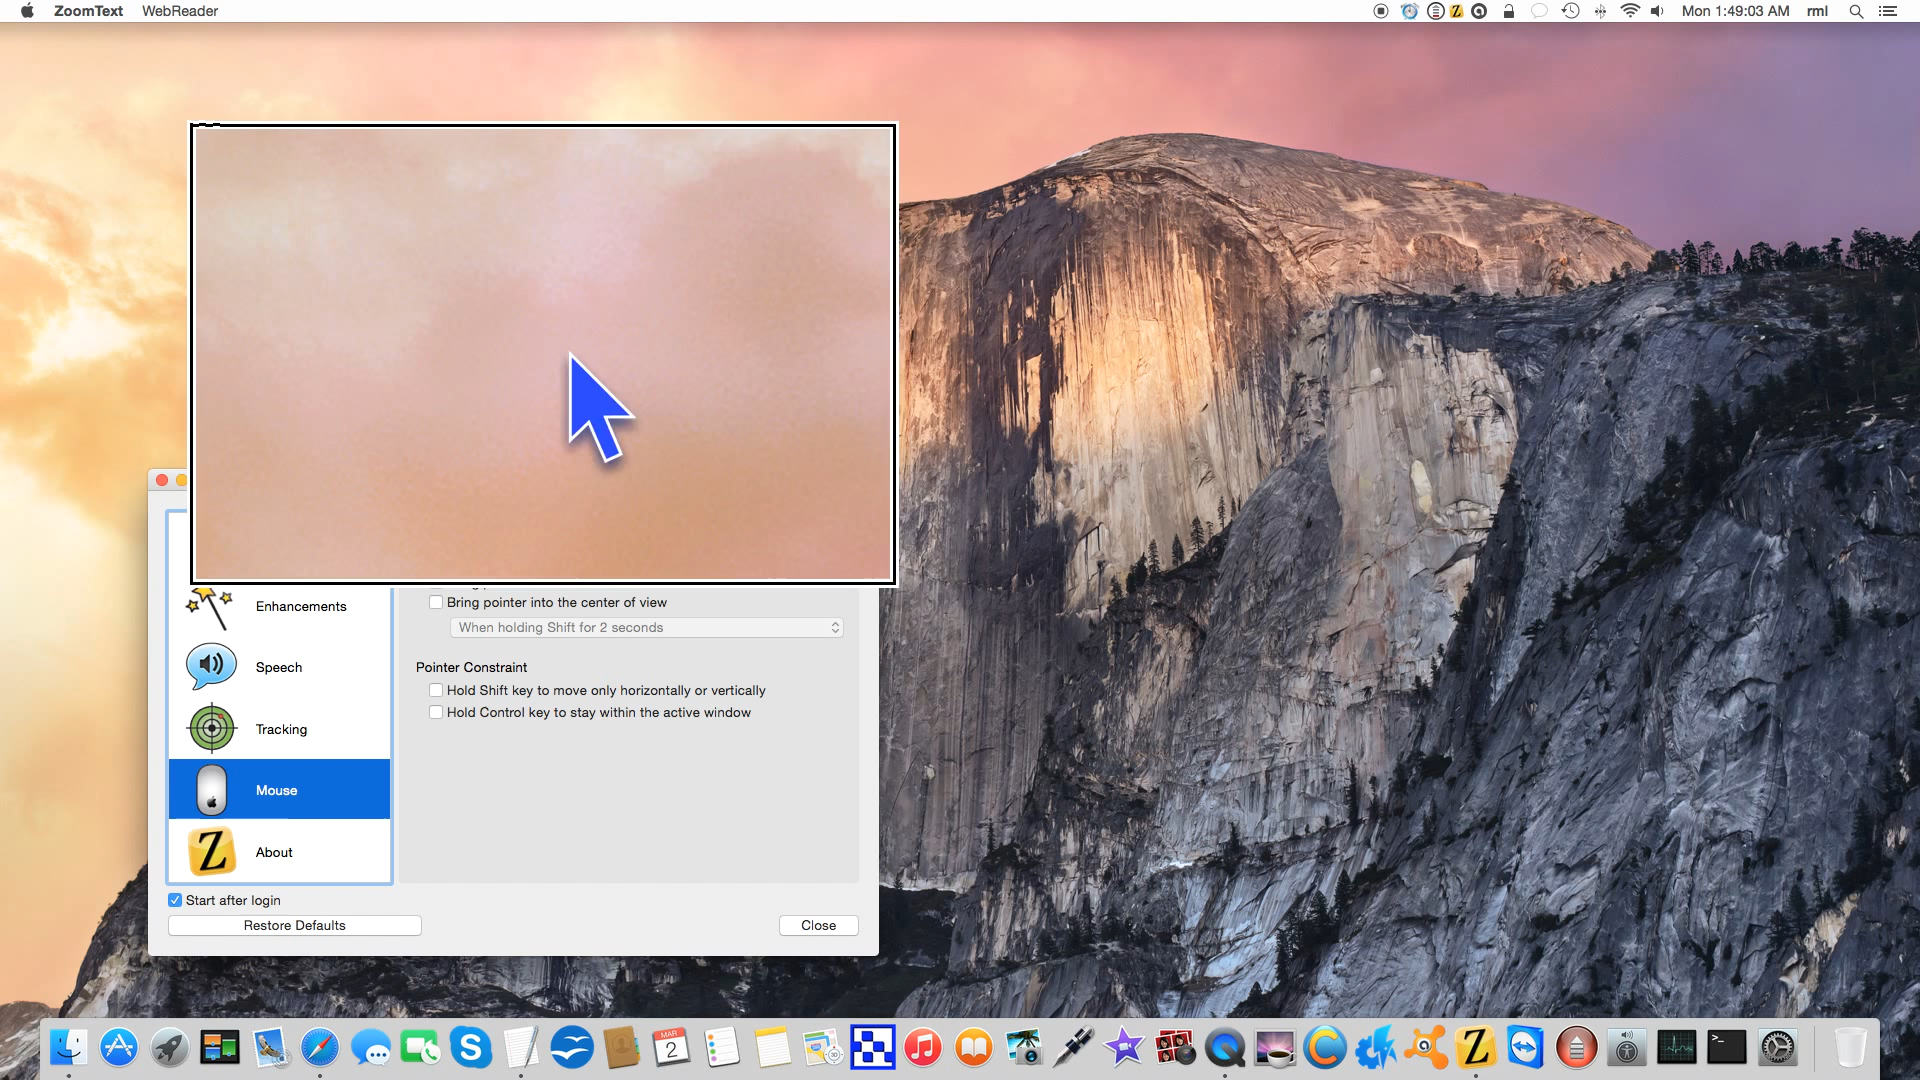 ZoomText WebReader Mon 1:49:03 AM rml
Enhancements
Speech
Tracking
Mouse
About
Bring pointer into the center of view
When holding Shift for 2 seconds
Pointer Constraint
Hold Shift key to move only horizontally or vertically
Hold Control key to stay within the active window
Start after login
Restore Defaults
Close
MAR
2